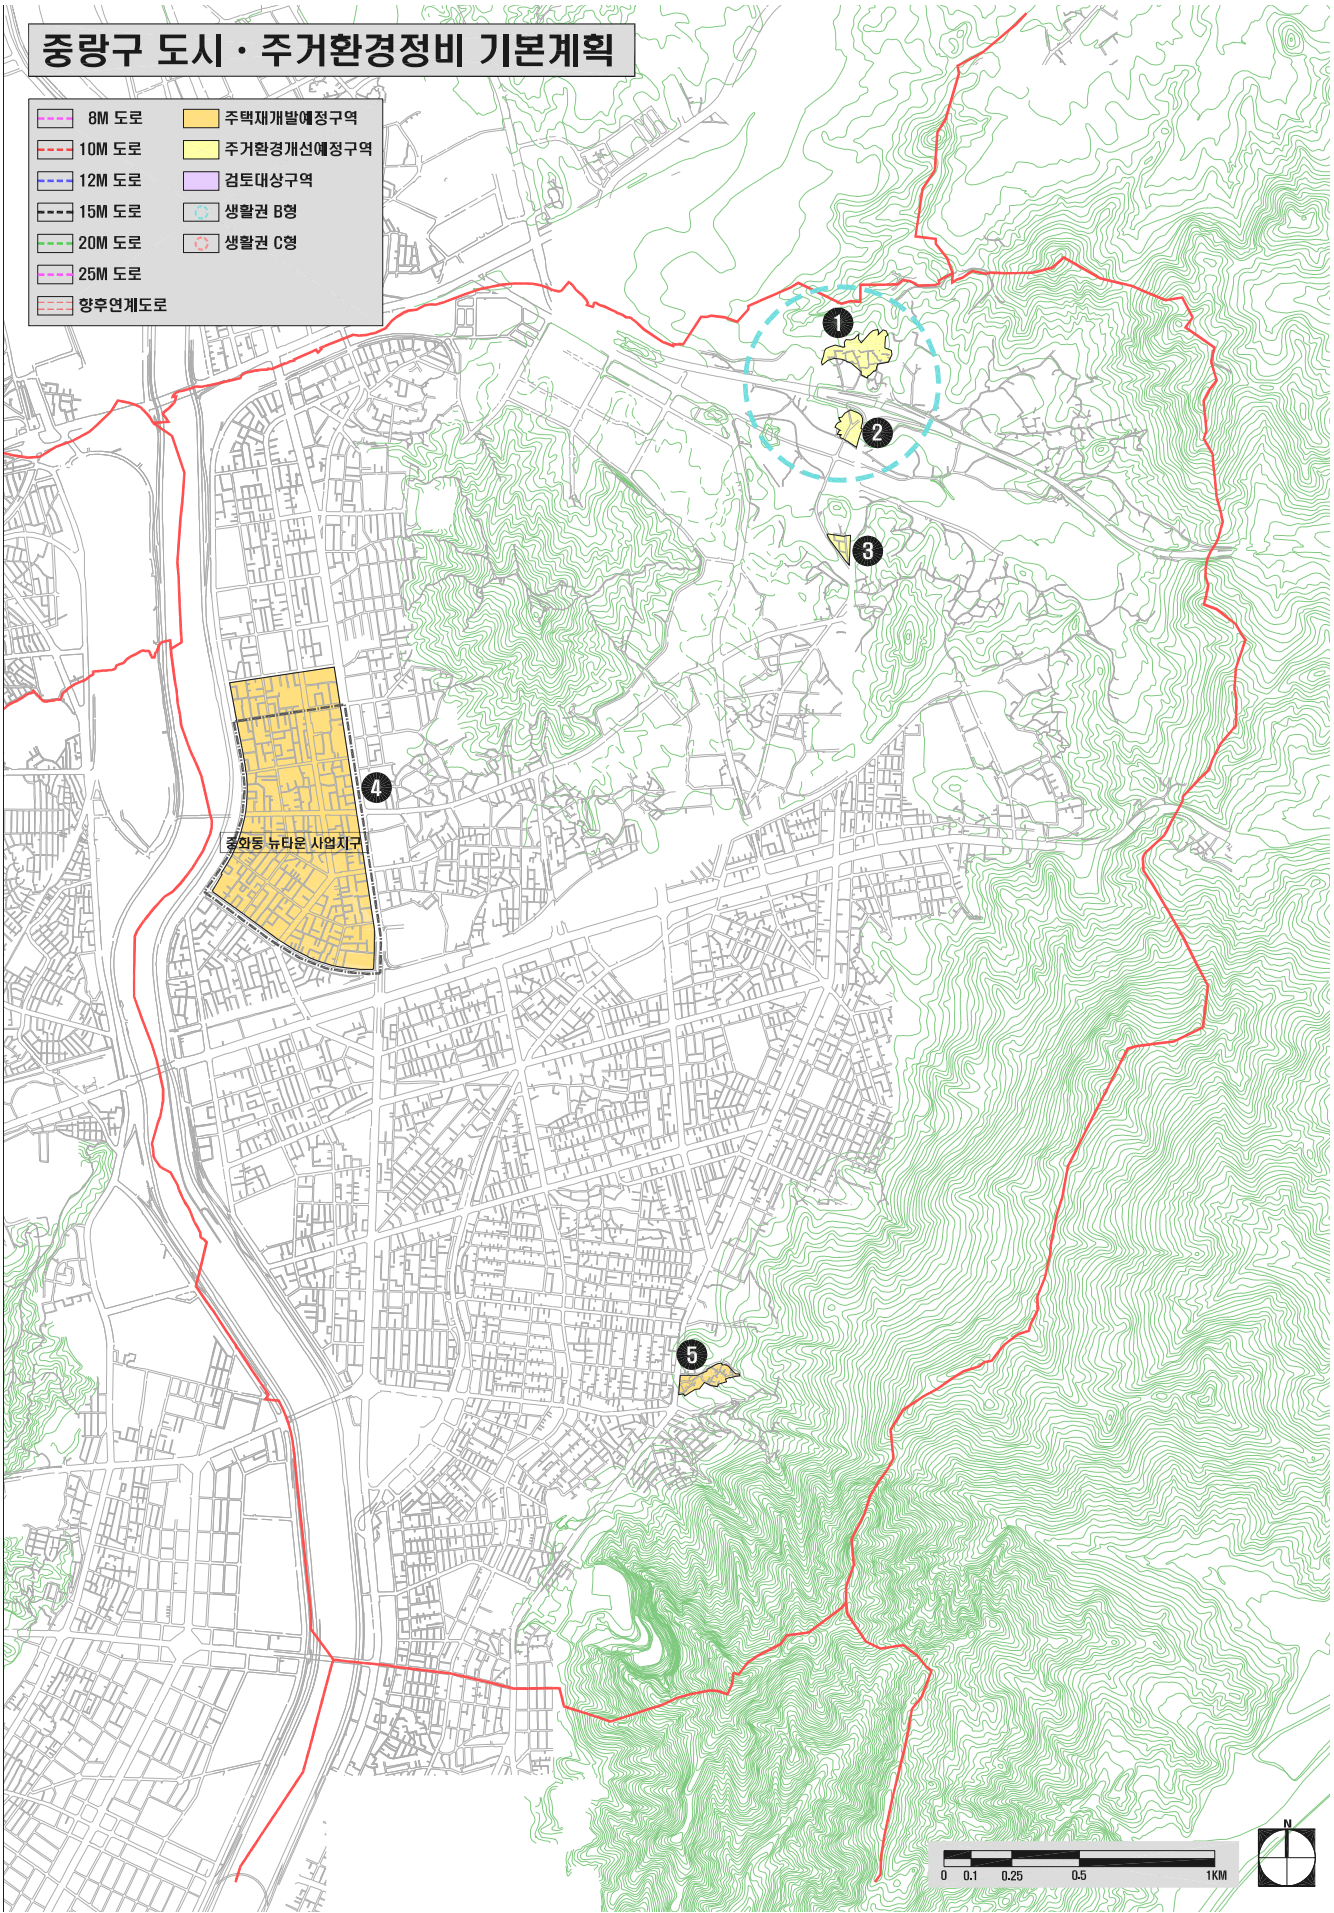 중랑구 도시 · 주거환경정비 기본계획
8M 도로
주택재개발예정구역
10M 도로
주거환경개선예정구역
12M 도로
검토대상구역
15M 도로
생활권 B형
20M 도로
생활권 C형
25M 도로
향후연계도로
1
2
3
4
중화동 뉴타운 사업지구
5
N
0 0.1 0.25 0.5 1KM